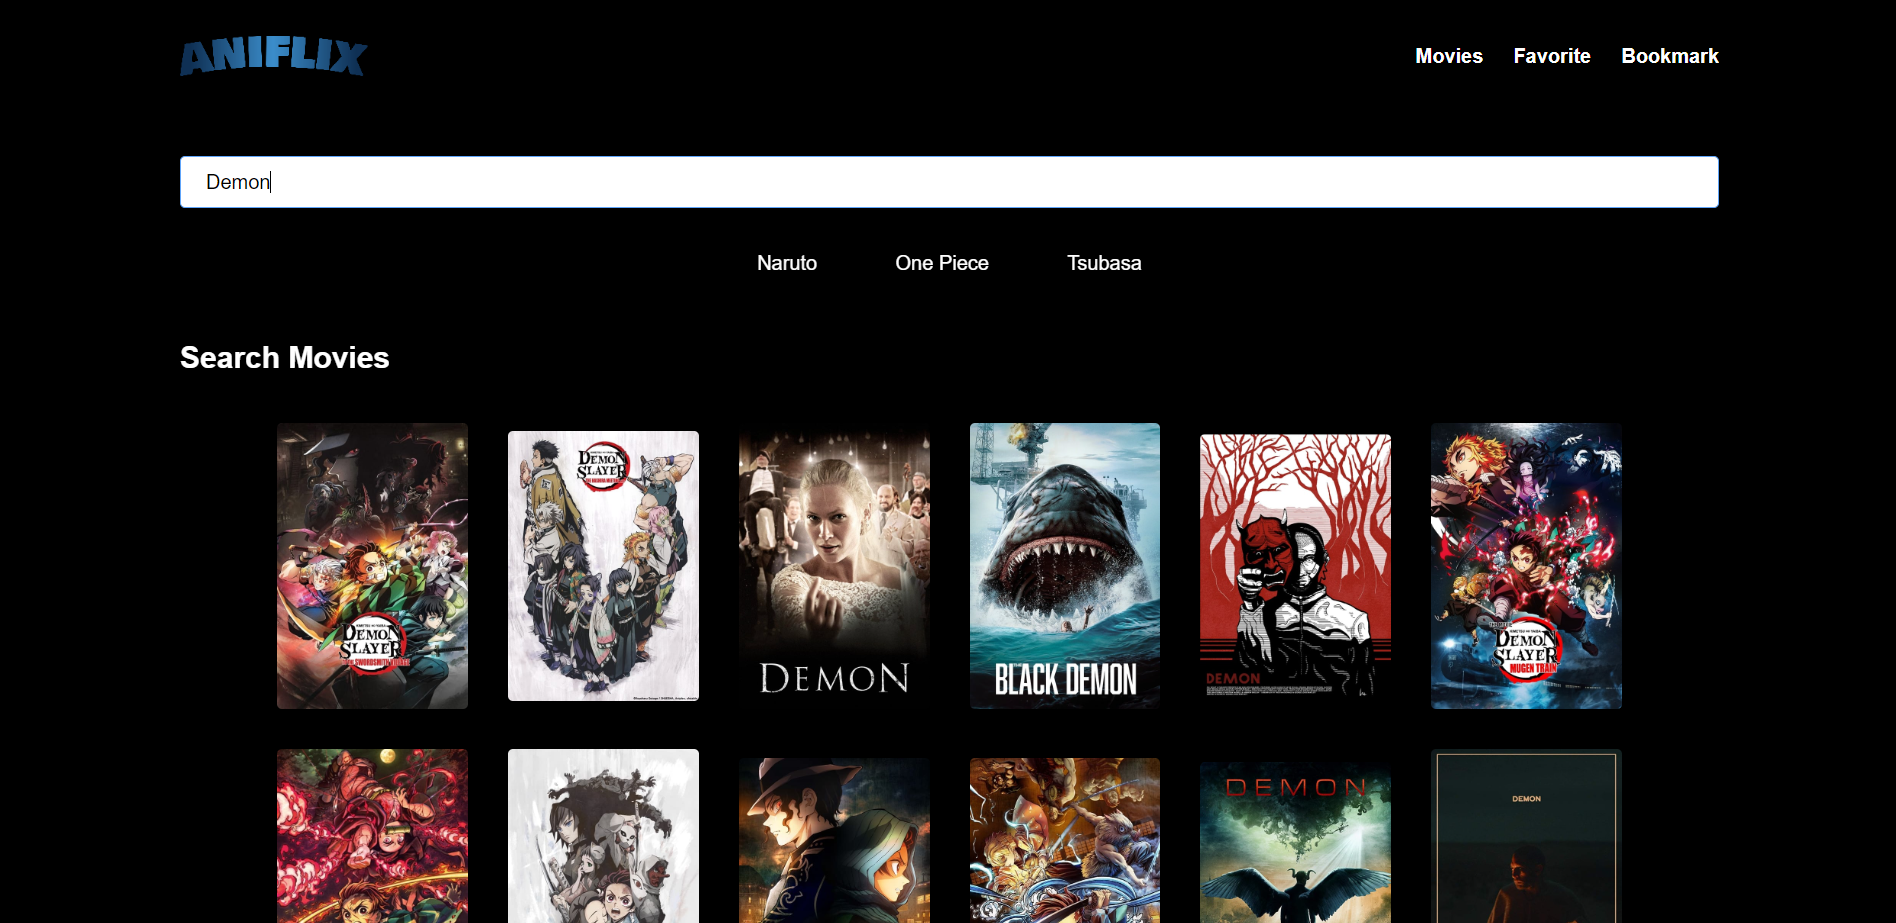 ANIFLIX
Movies Favorite Bookmark
Demon
Naruto One Piece Tsubasa
Search Movies
DEMON
SLAYER
SWORDSMITH VILLAGE
DEMON
SLAYER
DEMON
BLACK DEMON
DEMON
DEMON
SLAYER
MUGEN TRAIN
DEMON
DEMON